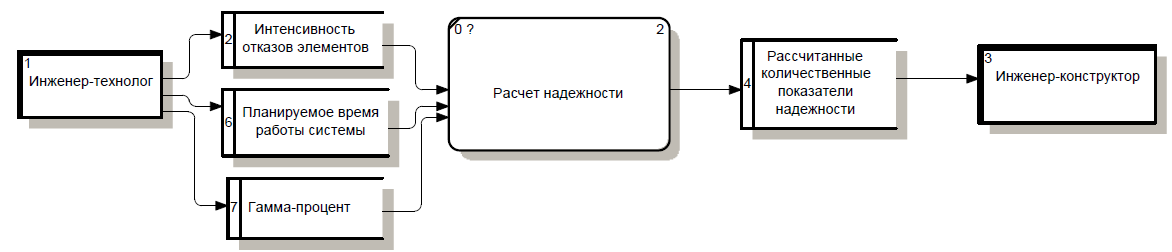 1
Инженер-технолог
2
Интенсивность
отказов элементов
6
Планируемое время
работы системы
7
Гамма-процент
0 ?
2
Расчет надежности
4
Рассчитанные
количественные
показатели
надежности
3
Инженер-конструктор